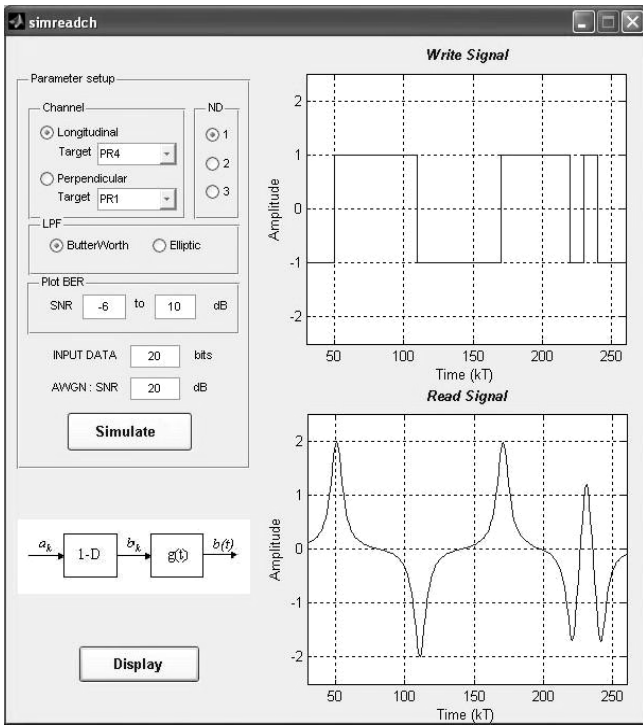 simreadch
Parameter setup
Channel
Longitudinal
Target PR4
Perpendicular
Target PR1
ND
1
2
3
LPF
ButterWorth Elliptic
Plot BER
SNR -6 to 10 dB
INPUT DATA 20 bits
AWGN : SNR 20 dB
Simulate
a_k 1-D b_k g(t) b(t)
Display
Write Signal
Amplitude
2
1
0
-1
-2
50 100 150 200 250
Time (kT)
Read Signal
Amplitude
2
1
0
-1
-2
50 100 150 200 250
Time (kT)